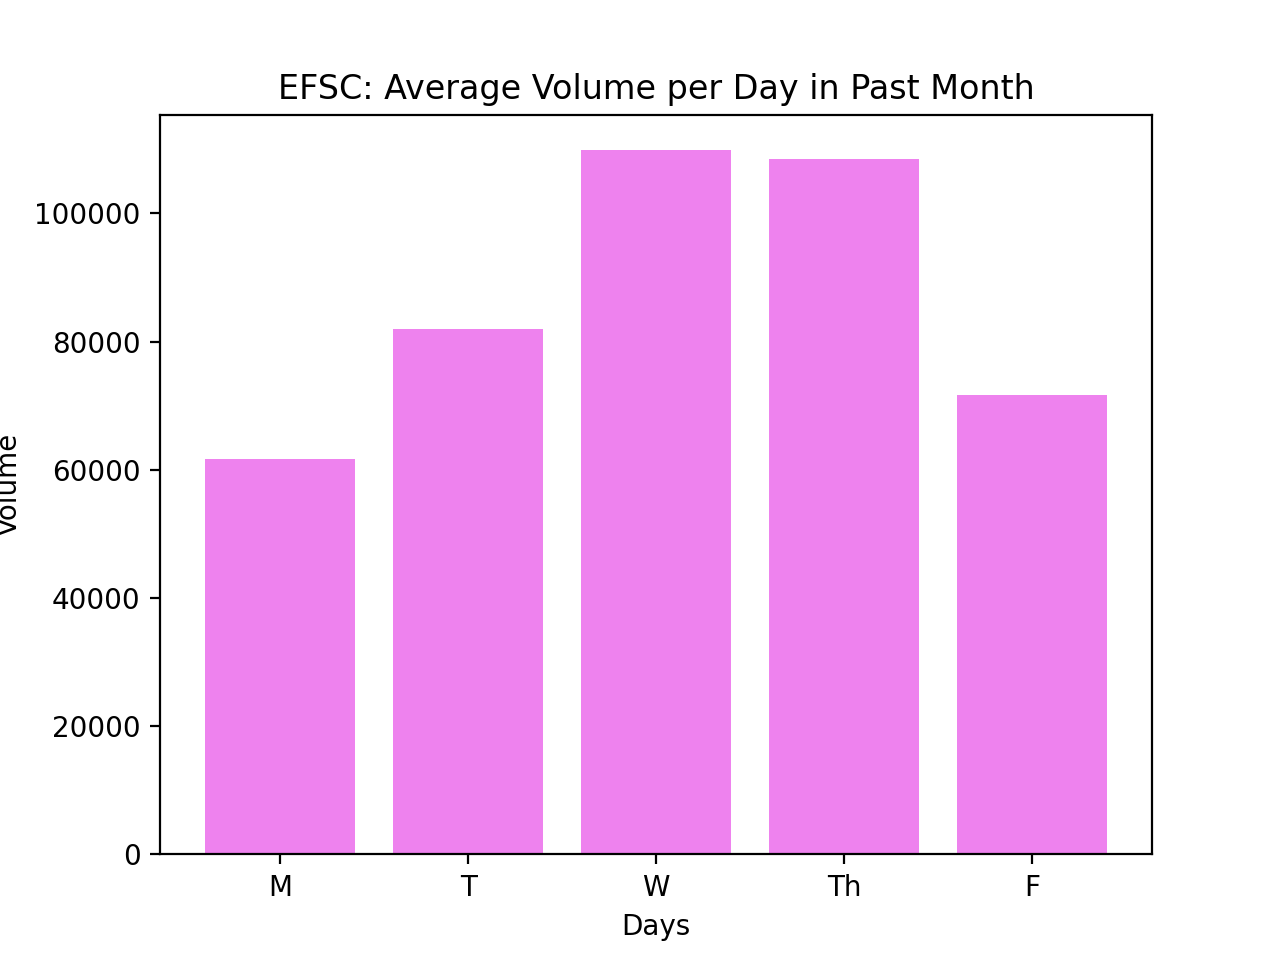 EFSC: Average Volume per Day in Past Month
Volume
100000
80000
60000
40000
20000
0
M
T
W
Th
F
Days